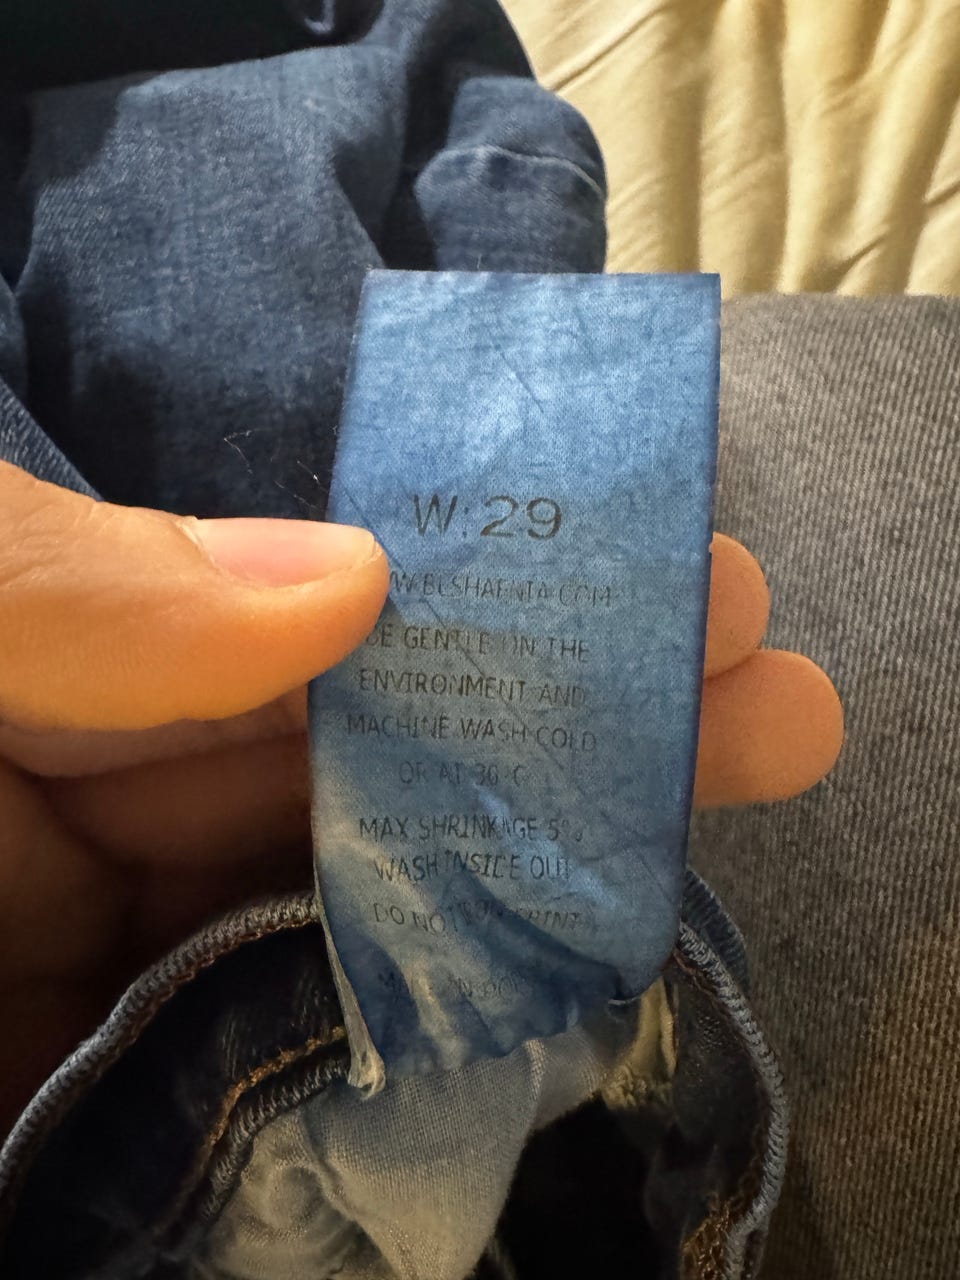 W:29
BE GENTLE ON THE
ENVIRONMENT AND
MACHINE WASH COLD
OR AT 30°C
MAX SHRINKAGE 5%
WASH INSIDE OUT
DO NOT